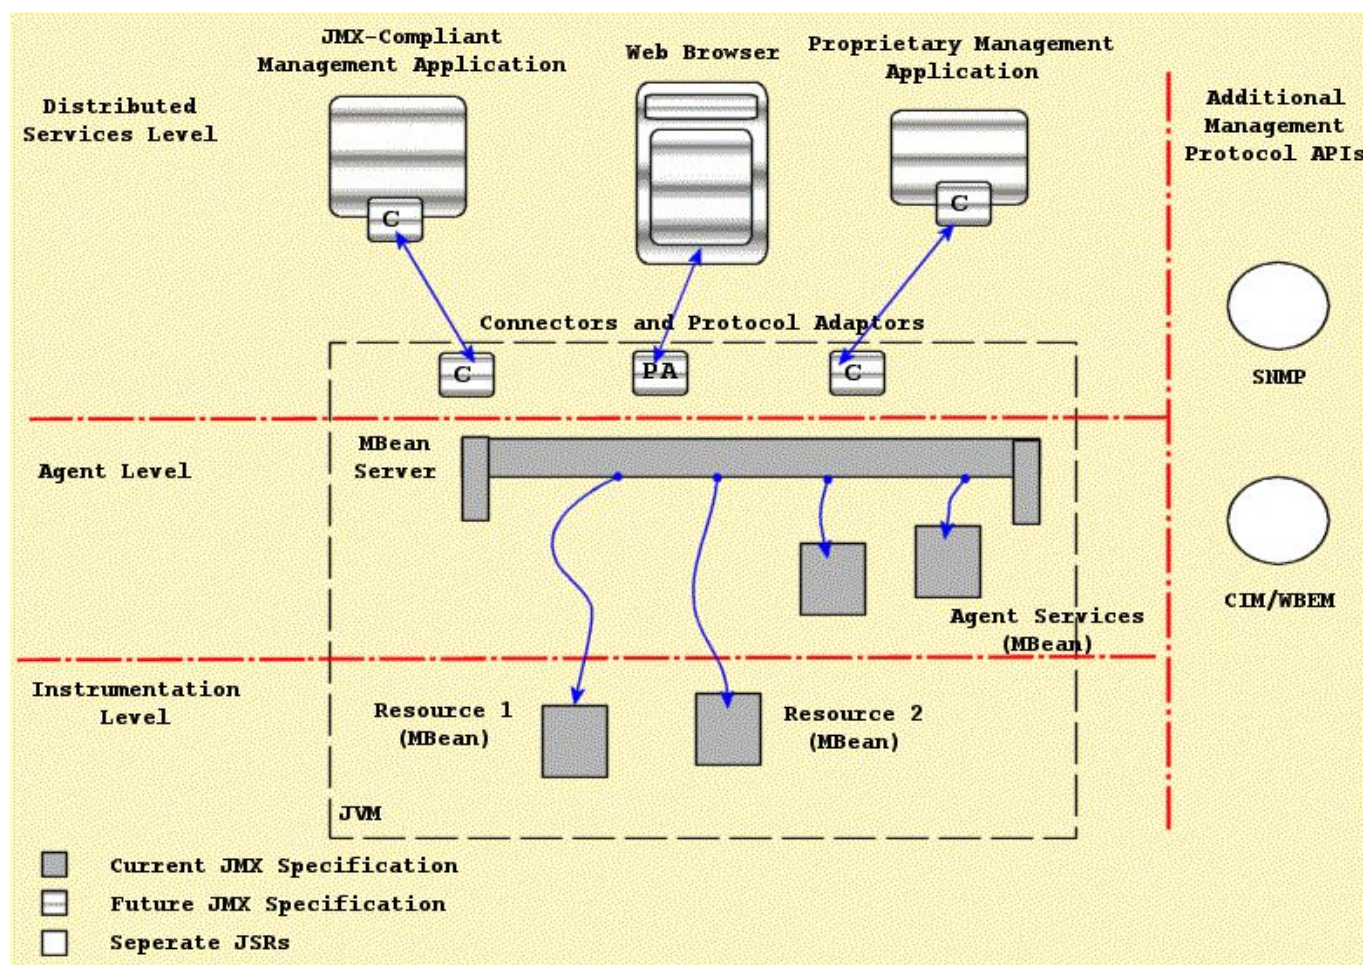 JMX-Compliant
Management Application
Web Browser
Proprietary Management
Application
Distributed
Services Level
Additional
Management
Protocol APIs
C
C
Connectors and Protocol Adaptors
C
PA
C
SNMP
MBean
Server
Agent Level
CIM/WBEM
Agent Services
(MBean)
Instrumentation
Level
Resource 1
(MBean)
Resource 2
(MBean)
JVM
Current JMX Specification
Future JMX Specification
Seperate JSRs